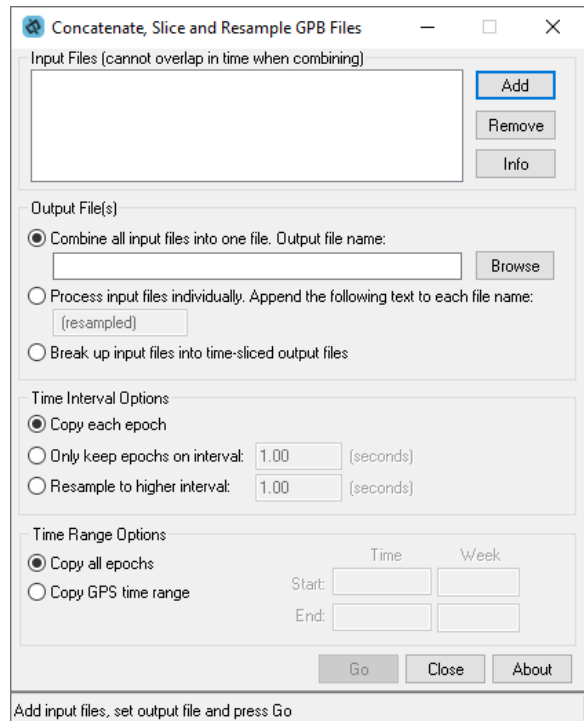 Concatenate, Slice and Resample GPB Files
Input Files (cannot overlap in time when combining)
Add
Remove
Info
Output File(s)
Combine all input files into one file. Output file name:
Browse
Process input files individually. Append the following text to each file name:
(resampled)
Break up input files into time-sliced output files
Time Interval Options
Copy each epoch
Only keep epochs on interval: 1.00 (seconds)
Resample to higher interval: 1.00 (seconds)
Time Range Options
Time Week
Copy all epochs
Start:
Copy GPS time range
End:
Go Close About
Add input files, set output file and press Go